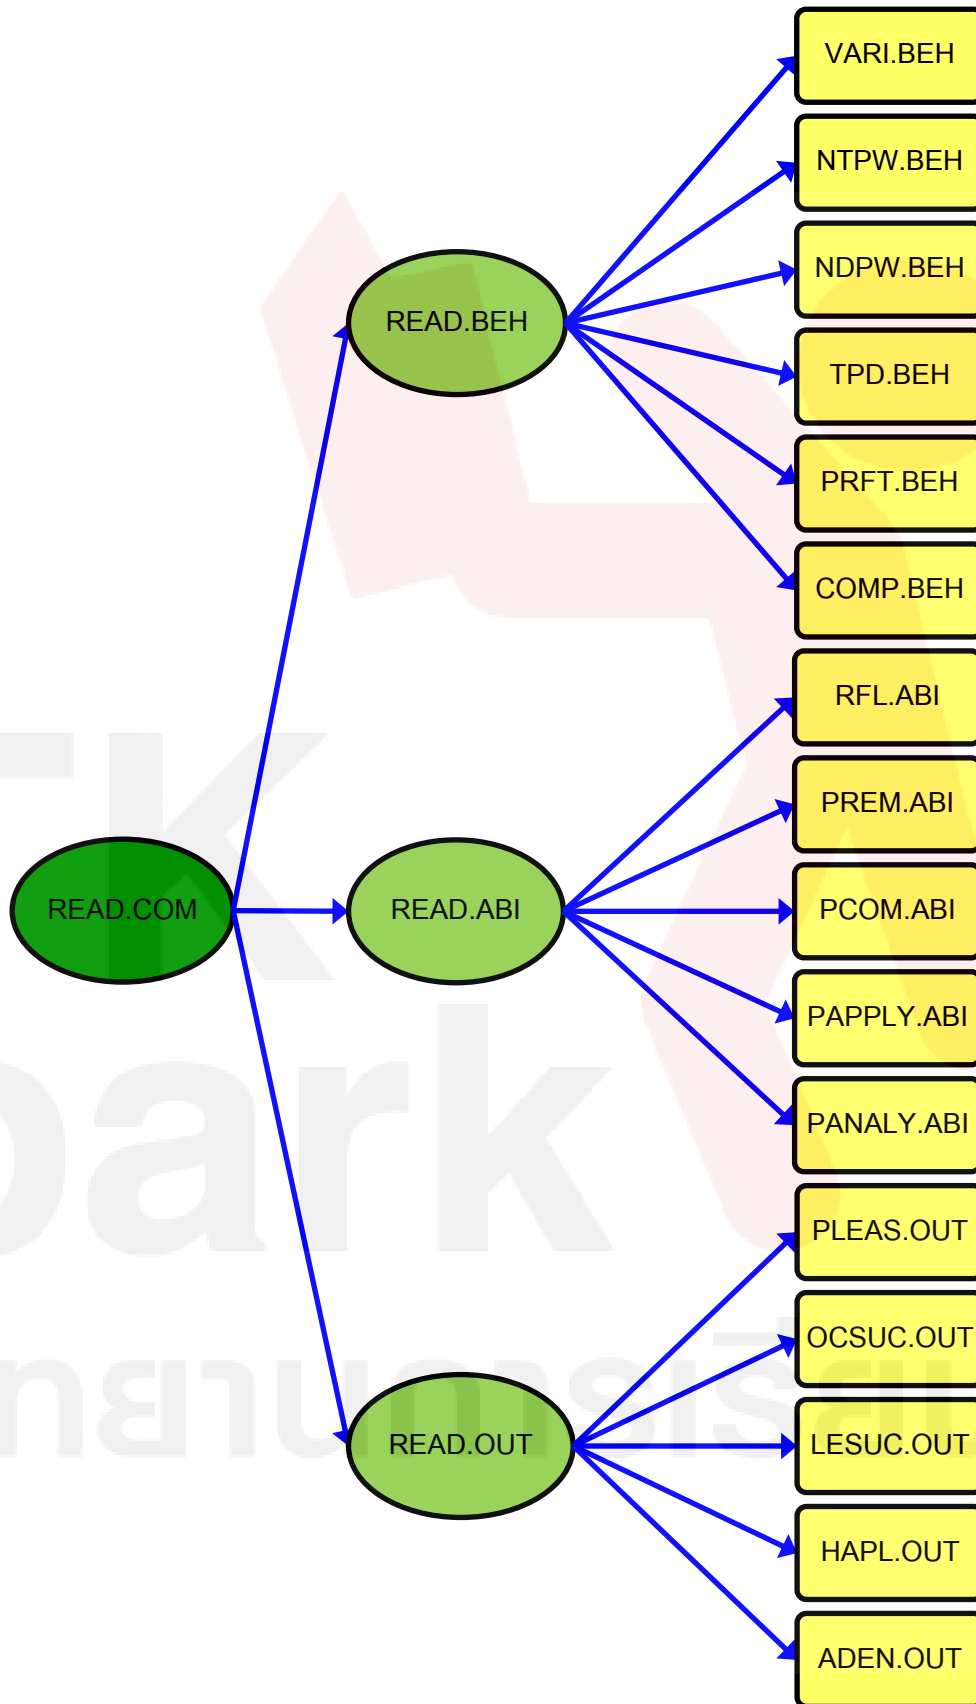 VARI.BEH
NTPW.BEH
NDPW.BEH
TPD.BEH
PRFT.BEH
COMP.BEH
RFL.ABI
PREM.ABI
PCOM.ABI
PAPPLY.ABI
PANALY.ABI
PLEAS.OUT
OCSUC.OUT
LESUC.OUT
HAPL.OUT
ADEN.OUT
READ.BEH
READ.ABI
READ.OUT
READ.COM
TK
park